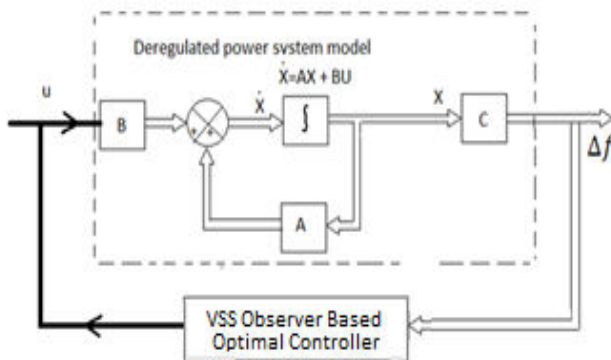 Deregulated power system model
Ẋ=AX + BU
u
B
+
+
Ẋ
∫
X
C
Δf
A
VSS Observer Based
Optimal Controller